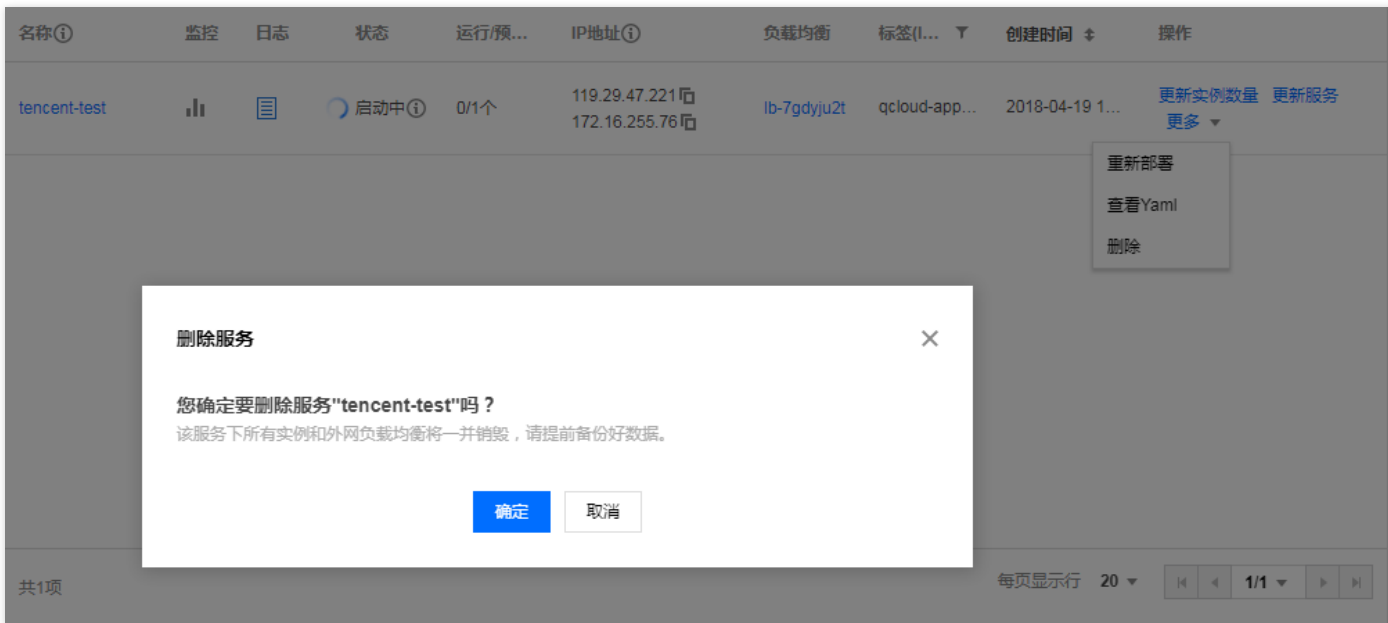 名称 监控 日志 状态 运行/预... IP地址 负载均衡 标签(I... 创建时间 操作
tencent-test 启动中 0/1个 119.29.47.221 lb-7gdyju2t qcloud-app... 2018-04-19 1... 更新实例数量 更新服务
172.16.255.76 更多
重新部署
查看Yaml
删除
删除服务
您确定要删除服务"tencent-test"吗？
该服务下所有实例和外网负载均衡将一并销毁，请提前备份好数据。
确定 取消
共1项 每页显示行 20 1/1